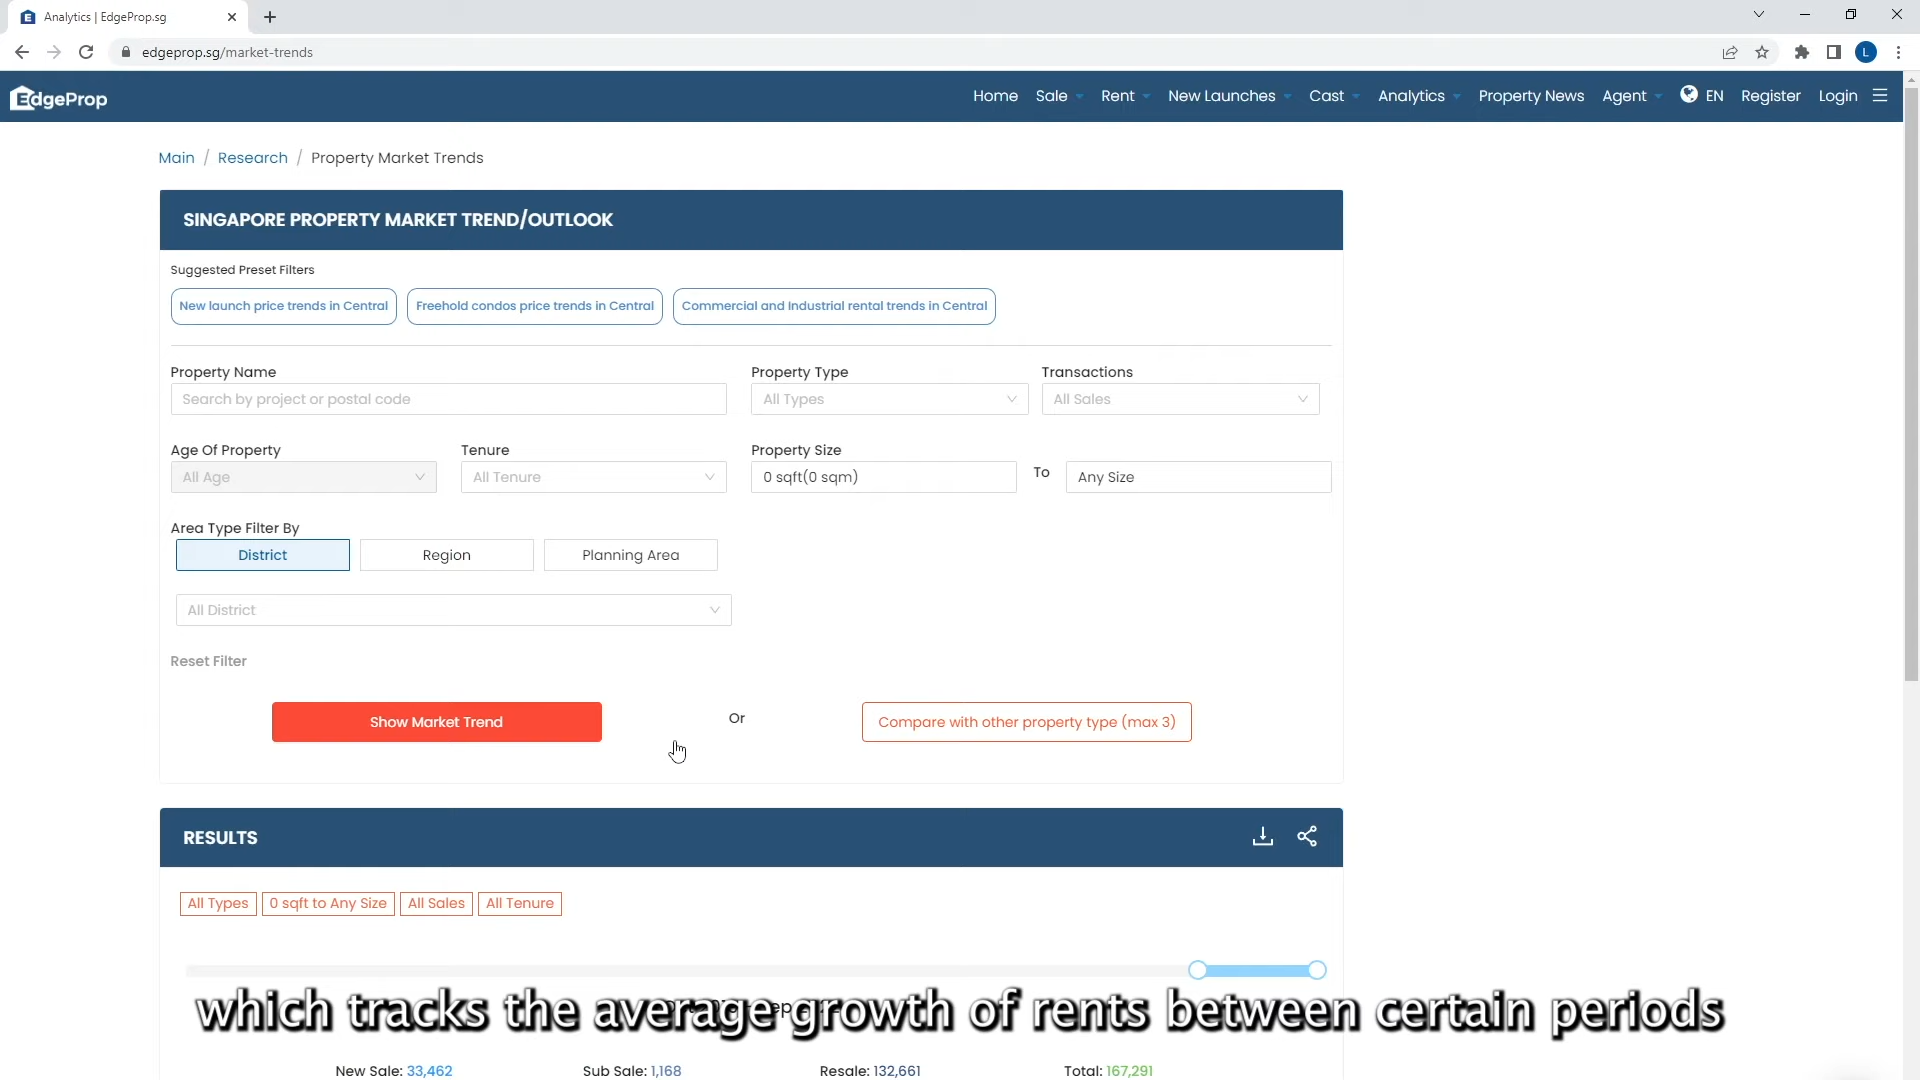 Analytics | EdgeProp.sg
edgeprop.sg/market-trends
L
EdgeProp
Home Sale Rent New Launches Cast Analytics Property News Agent EN Register Login
Main / Research / Property Market Trends
SINGAPORE PROPERTY MARKET TREND/OUTLOOK
Suggested Preset Filters
New launch price trends in Central
Freehold condos price trends in Central
Commercial and Industrial rental trends in Central
Property Name
Property Type
Transactions
Search by project or postal code
All Types
All Sales
Age Of Property
Tenure
Property Size
All Age
All Tenure
0 sqft(0 sqm)
To
Any Size
Area Type Filter By
District
Region
Planning Area
All District
Reset Filter
Show Market Trend
Or
Compare with other property type (max 3)
RESULTS
All Types
0 sqft to Any Size
All Sales
All Tenure
which tracks the average growth of rents between certain periods
New Sale: 33,462
Sub Sale: 1,168
Resale: 132,661
Total: 167,291